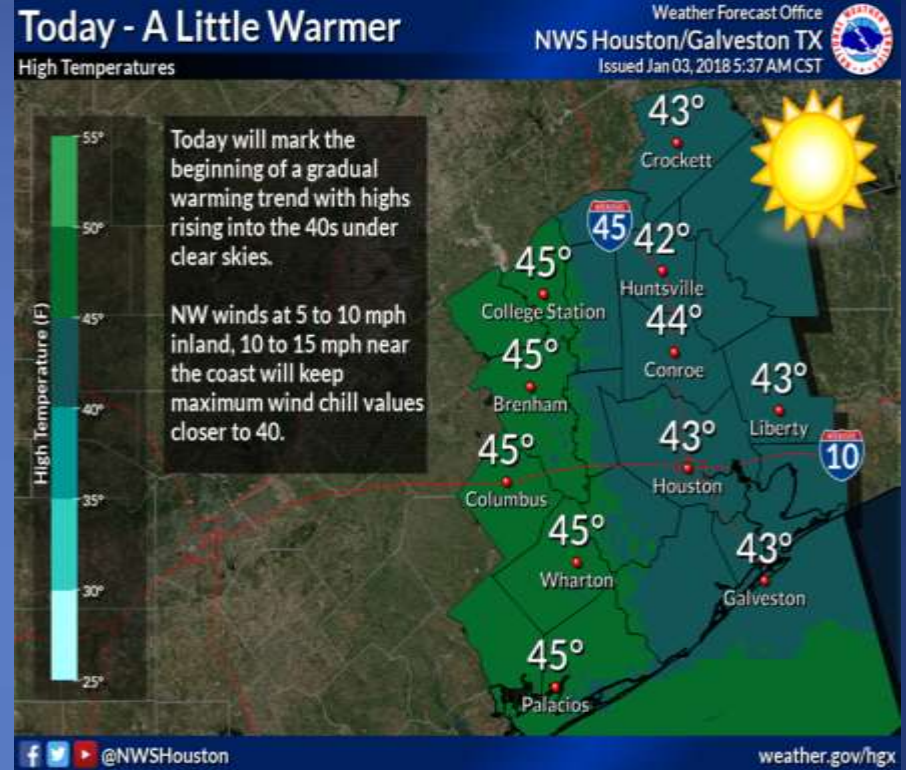 Today - A Little Warmer
High Temperatures
Weather Forecast Office
NWS Houston/Galveston TX
Issued Jan 03, 2018 5:37 AM CST
High Temperature (F)
55°
50°
45°
40°
35°
30°
25°
Today will mark the
beginning of a gradual
warming trend with highs
rising into the 40s under
clear skies.
NW winds at 5 to 10 mph
inland, 10 to 15 mph near
the coast will keep
maximum wind chill values
closer to 40.
43°
Crockett
45
42°
Huntsville
45°
College Station
44°
Conroe
45°
Brenham
43°
Liberty
43°
Houston
10
45°
Columbus
45°
Wharton
43°
Galveston
45°
Palacios
@NWSHouston
weather.gov/hgx